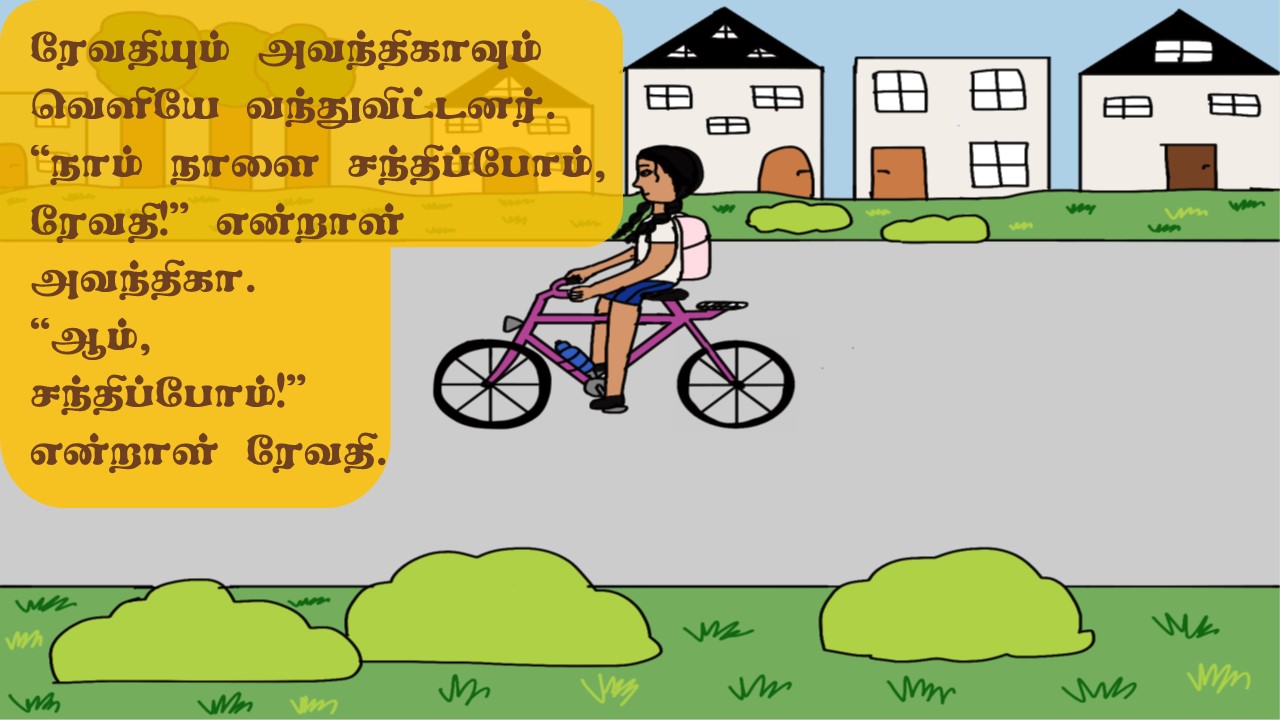 ரேவதியும் அவந்திகாவும்
வெளியே வந்துவிட்டனர்.
“நாம் நாளை சந்திப்போம்,
ரேவதி!” என்றாள்
அவந்திகா.
“ஆம்,
சந்திப்போம்!”
என்றாள் ரேவதி.